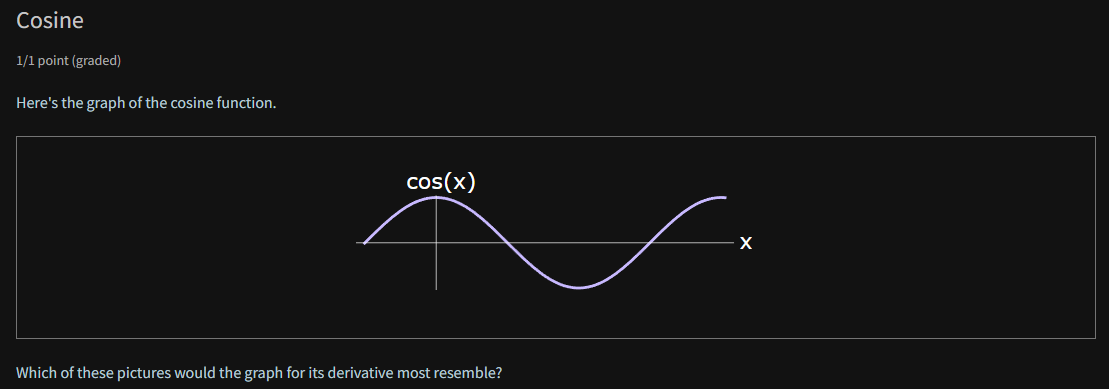 Cosine
1/1 point (graded)
Here's the graph of the cosine function.
cos(x)
x
Which of these pictures would the graph for its derivative most resemble?